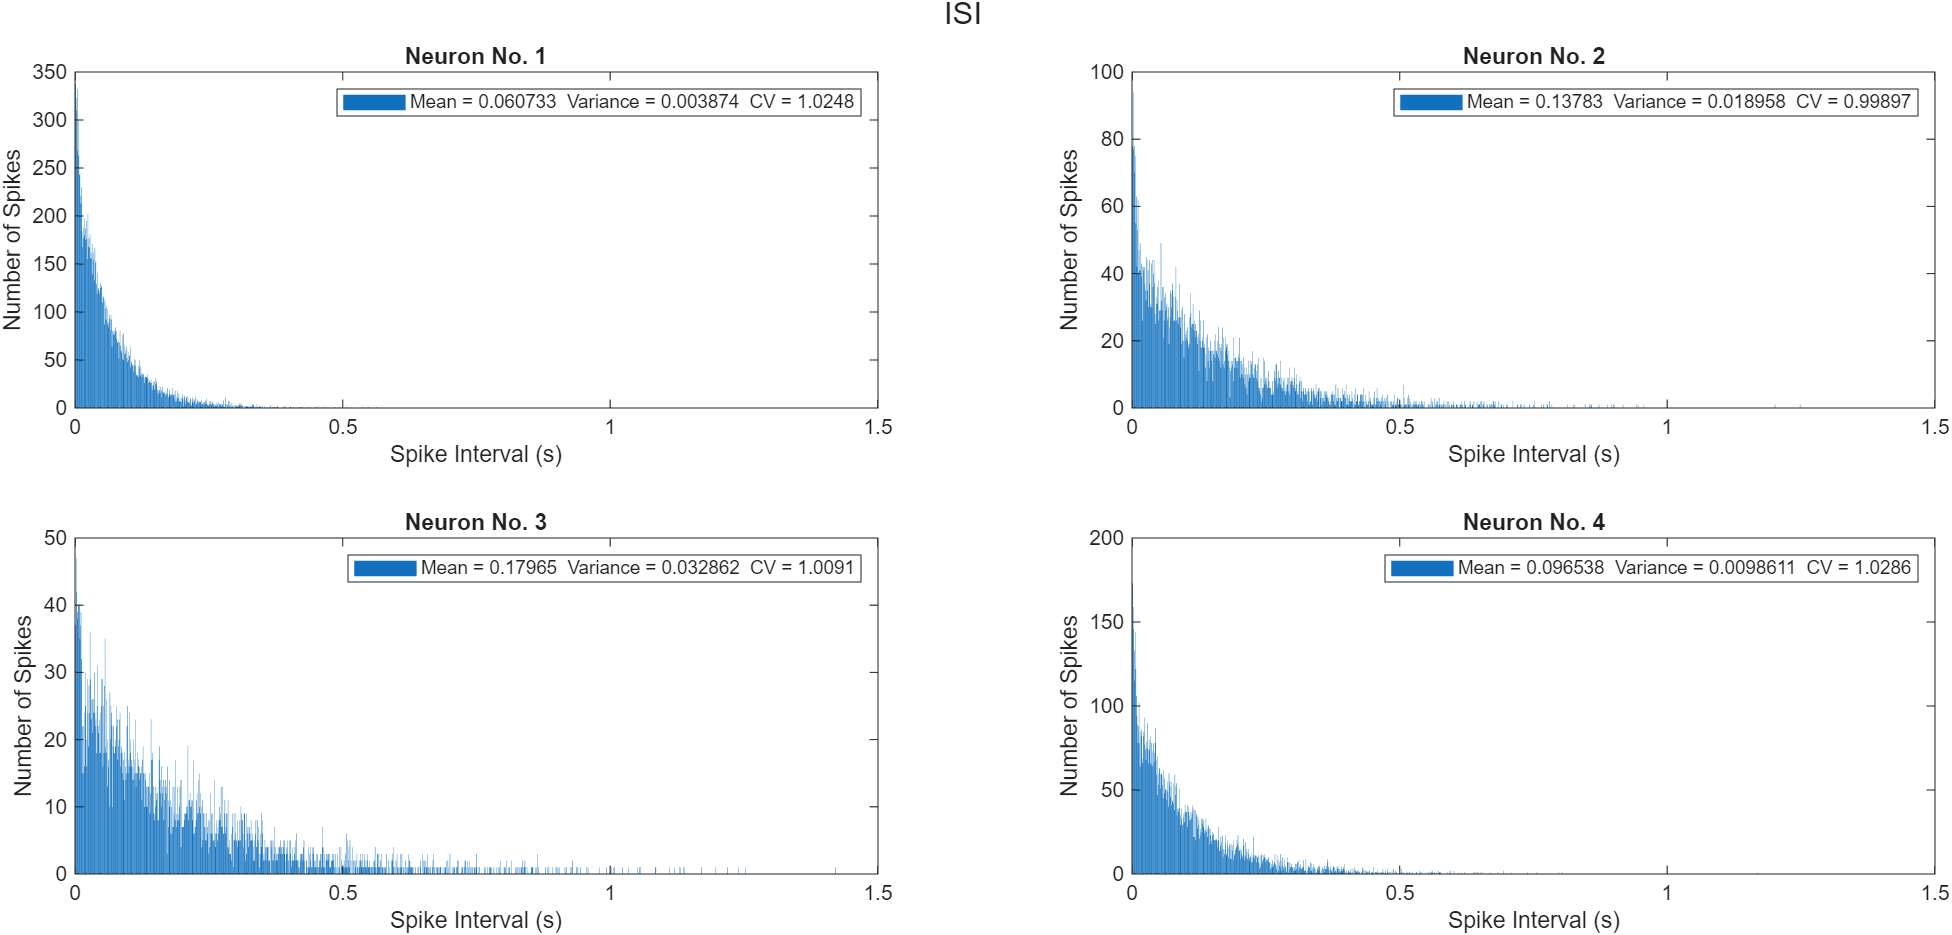 ISI
Neuron No. 1
350
300
250
200
150
100
50
0
0 0.5 1 1.5
Number of Spikes
Spike Interval (s)
Mean = 0.060733 Variance = 0.003874 CV = 1.0248
Neuron No. 2
100
80
60
40
20
0
0 0.5 1 1.5
Number of Spikes
Spike Interval (s)
Mean = 0.13783 Variance = 0.018958 CV = 0.99897
Neuron No. 3
50
40
30
20
10
0
0 0.5 1 1.5
Number of Spikes
Spike Interval (s)
Mean = 0.17965 Variance = 0.032862 CV = 1.0091
Neuron No. 4
200
150
100
50
0
0 0.5 1 1.5
Number of Spikes
Spike Interval (s)
Mean = 0.096538 Variance = 0.0098611 CV = 1.0286